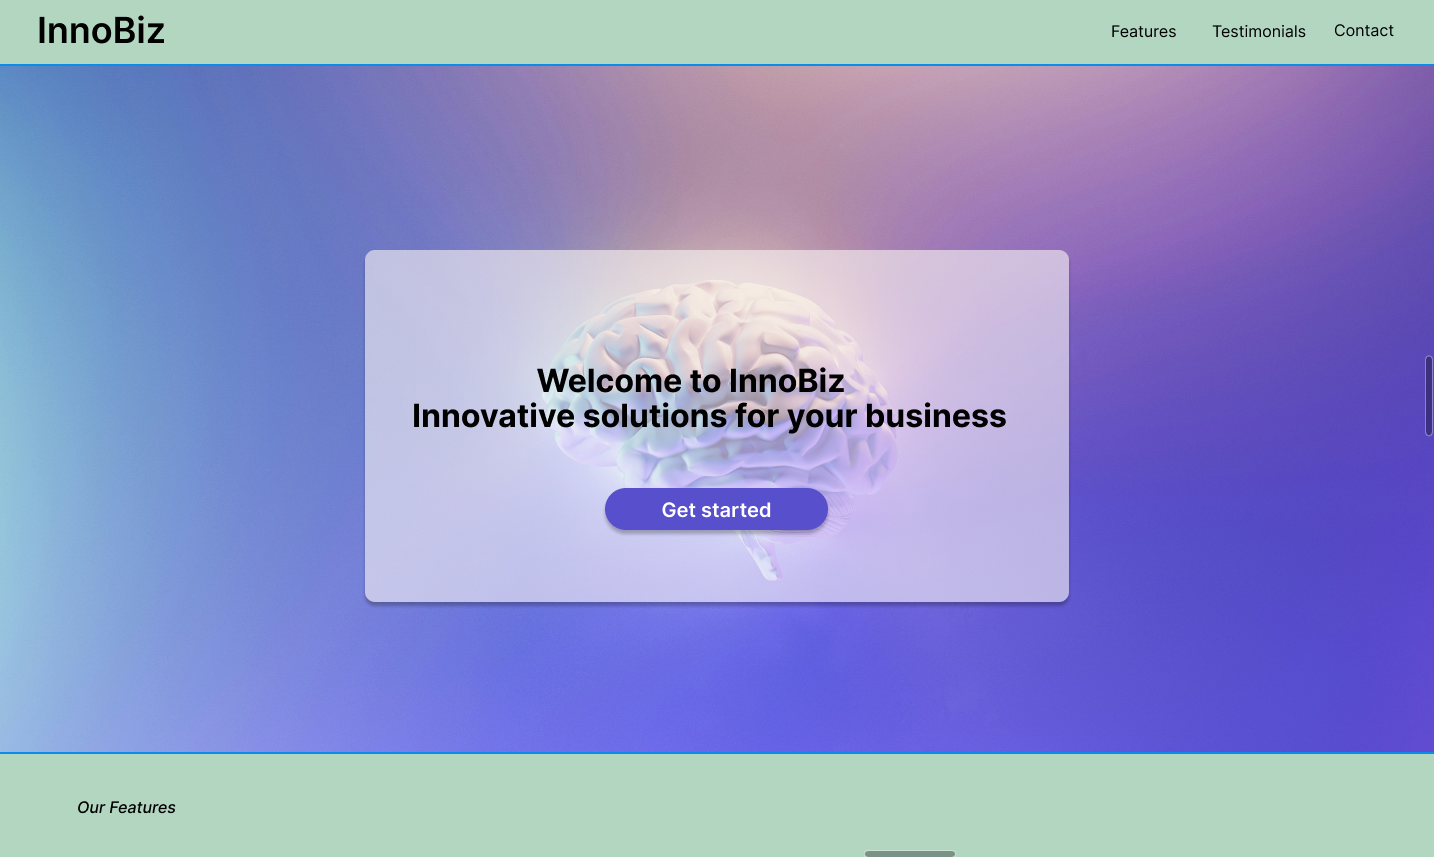 InnoBiz
Features Testimonials Contact
Welcome to InnoBiz
Innovative solutions for your business
Get started
Our Features